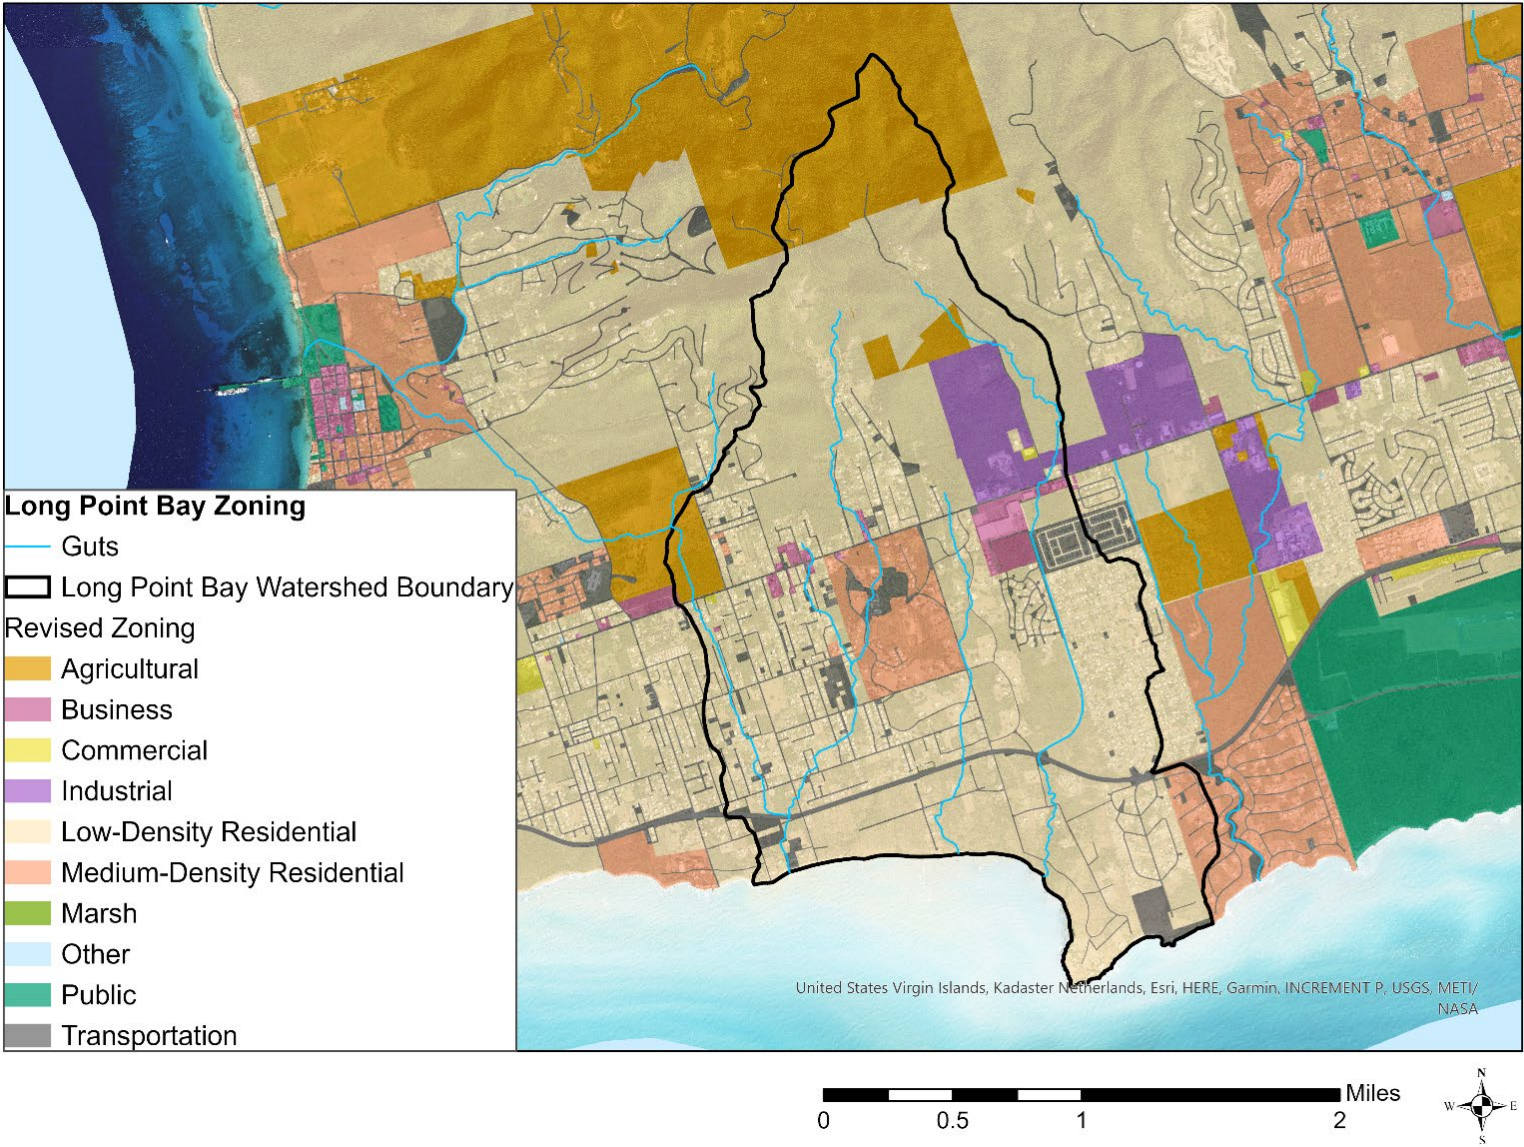 Long Point Bay Zoning
Guts
Long Point Bay Watershed Boundary
Revised Zoning
Agricultural
Business
Commercial
Industrial
Low-Density Residential
Medium-Density Residential
Marsh
Other
Public
Transportation
United States Virgin Islands, Kadaster Netherlands, Esri, HERE, Garmin, INCREMENT P, USGS, METI/
NASA
Miles
0 0.5 1 2
N
W E
S